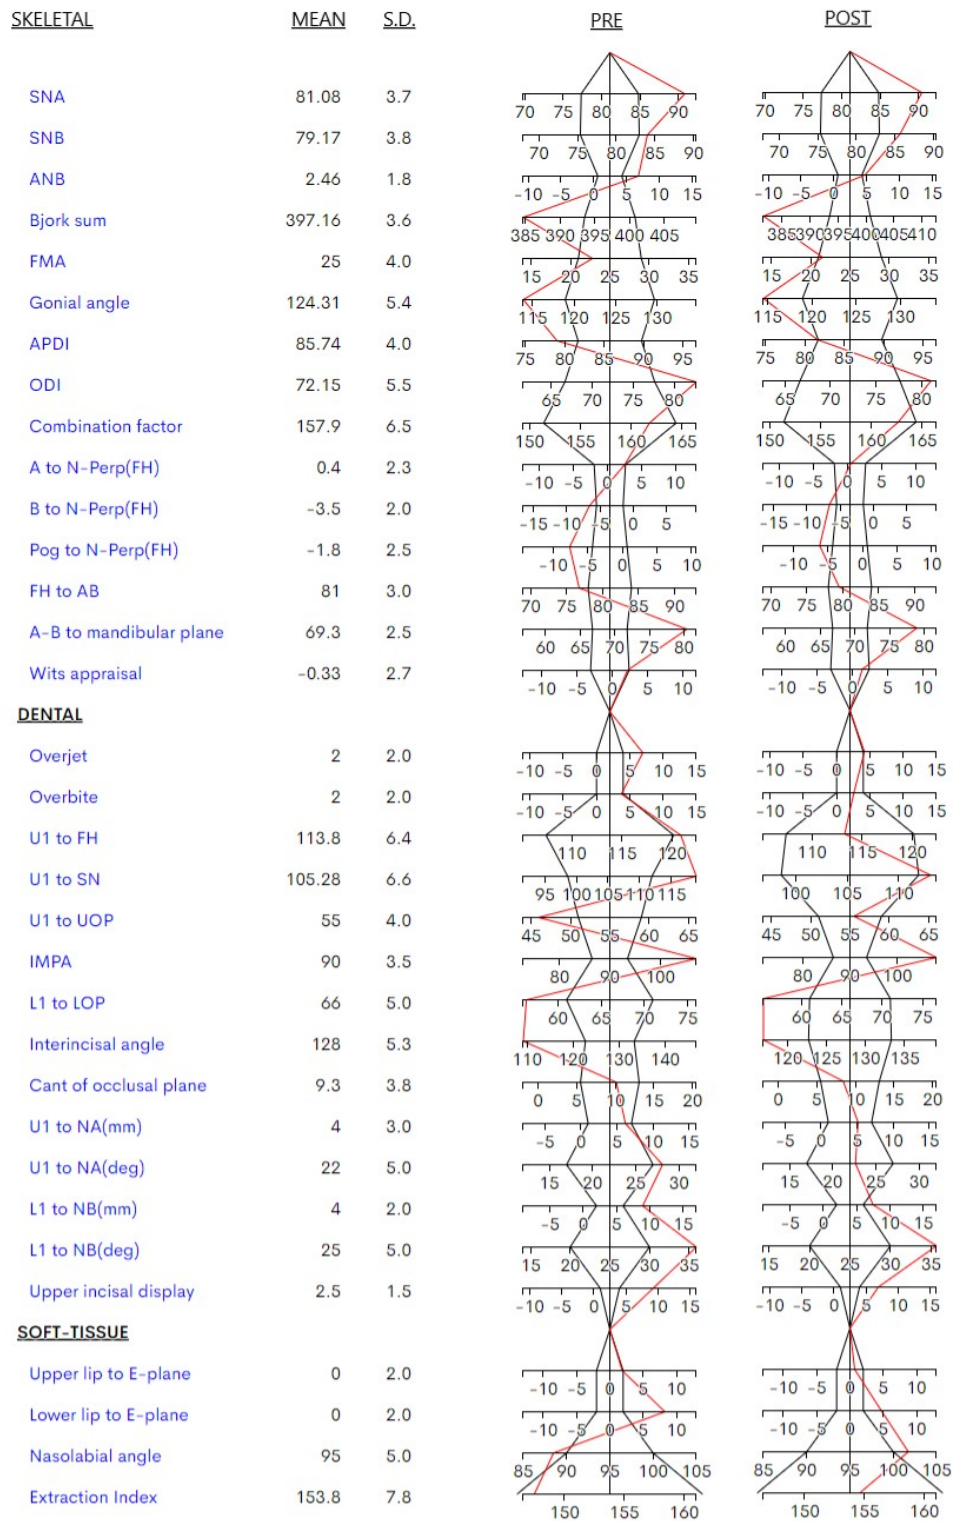 SKELETAL MEAN S.D. PRE POST
SNA 81.08 3.7 70 75 80 85 90 70 75 80 85 90
SNB 79.17 3.8 70 75 80 85 90 70 75 80 85 90
ANB 2.46 1.8 -10 -5 0 5 10 15 -10 -5 0 5 10 15
Bjork sum 397.16 3.6 385 390 395 400 405 385 390 395 400 405 410
FMA 25 4.0 15 20 25 30 35 15 20 25 30 35
Gonial angle 124.31 5.4 115 120 125 130 115 120 125 130
APDI 85.74 4.0 75 80 85 90 95 75 80 85 90 95
ODI 72.15 5.5 65 70 75 80 65 70 75 80
Combination factor 157.9 6.5 150 155 160 165 150 155 160 165
A to N-Perp(FH) 0.4 2.3 -10 -5 0 5 10 -10 -5 0 5 10
B to N-Perp(FH) -3.5 2.0 -15 -10 -5 0 5 -15 -10 -5 0 5
Pog to N-Perp(FH) -1.8 2.5 -10 -5 0 5 10 -10 -5 0 5 10
FH to AB 81 3.0 70 75 80 85 90 70 75 80 85 90
A-B to mandibular plane 69.3 2.5 60 65 70 75 80 60 65 70 75 80
Wits appraisal -0.33 2.7 -10 -5 0 5 10 -10 -5 0 5 10
DENTAL
Overjet 2 2.0 -10 -5 0 5 10 15 -10 -5 0 5 10 15
Overbite 2 2.0 -10 -5 0 5 10 15 -10 -5 0 5 10 15
U1 to FH 113.8 6.4 110 115 120 110 115 120
U1 to SN 105.28 6.6 95 100 105 110 115 100 105 110
U1 to UOP 55 4.0 45 50 55 60 65 45 50 55 60 65
IMPA 90 3.5 80 90 100 80 90 100
L1 to LOP 66 5.0 60 65 70 75 60 65 70 75
Interincisal angle 128 5.3 110 120 130 140 120 125 130 135
Cant of occlusal plane 9.3 3.8 0 5 10 15 20 0 5 10 15 20
U1 to NA(mm) 4 3.0 -5 0 5 10 15 -5 0 5 10 15
U1 to NA(deg) 22 5.0 15 20 25 30 15 20 25 30
L1 to NB(mm) 4 2.0 -5 0 5 10 15 -5 0 5 10 15
L1 to NB(deg) 25 5.0 15 20 25 30 35 15 20 25 30 35
Upper incisal display 2.5 1.5 -10 -5 0 5 10 15 -10 -5 0 5 10 15
SOFT-TISSUE
Upper lip to E-plane 0 2.0 -10 -5 0 5 10 -10 -5 0 5 10
Lower lip to E-plane 0 2.0 -10 -5 0 5 10 -10 -5 0 5 10
Nasolabial angle 95 5.0 85 90 95 100 105 85 90 95 100 105
Extraction Index 153.8 7.8 150 155 160 150 155 160